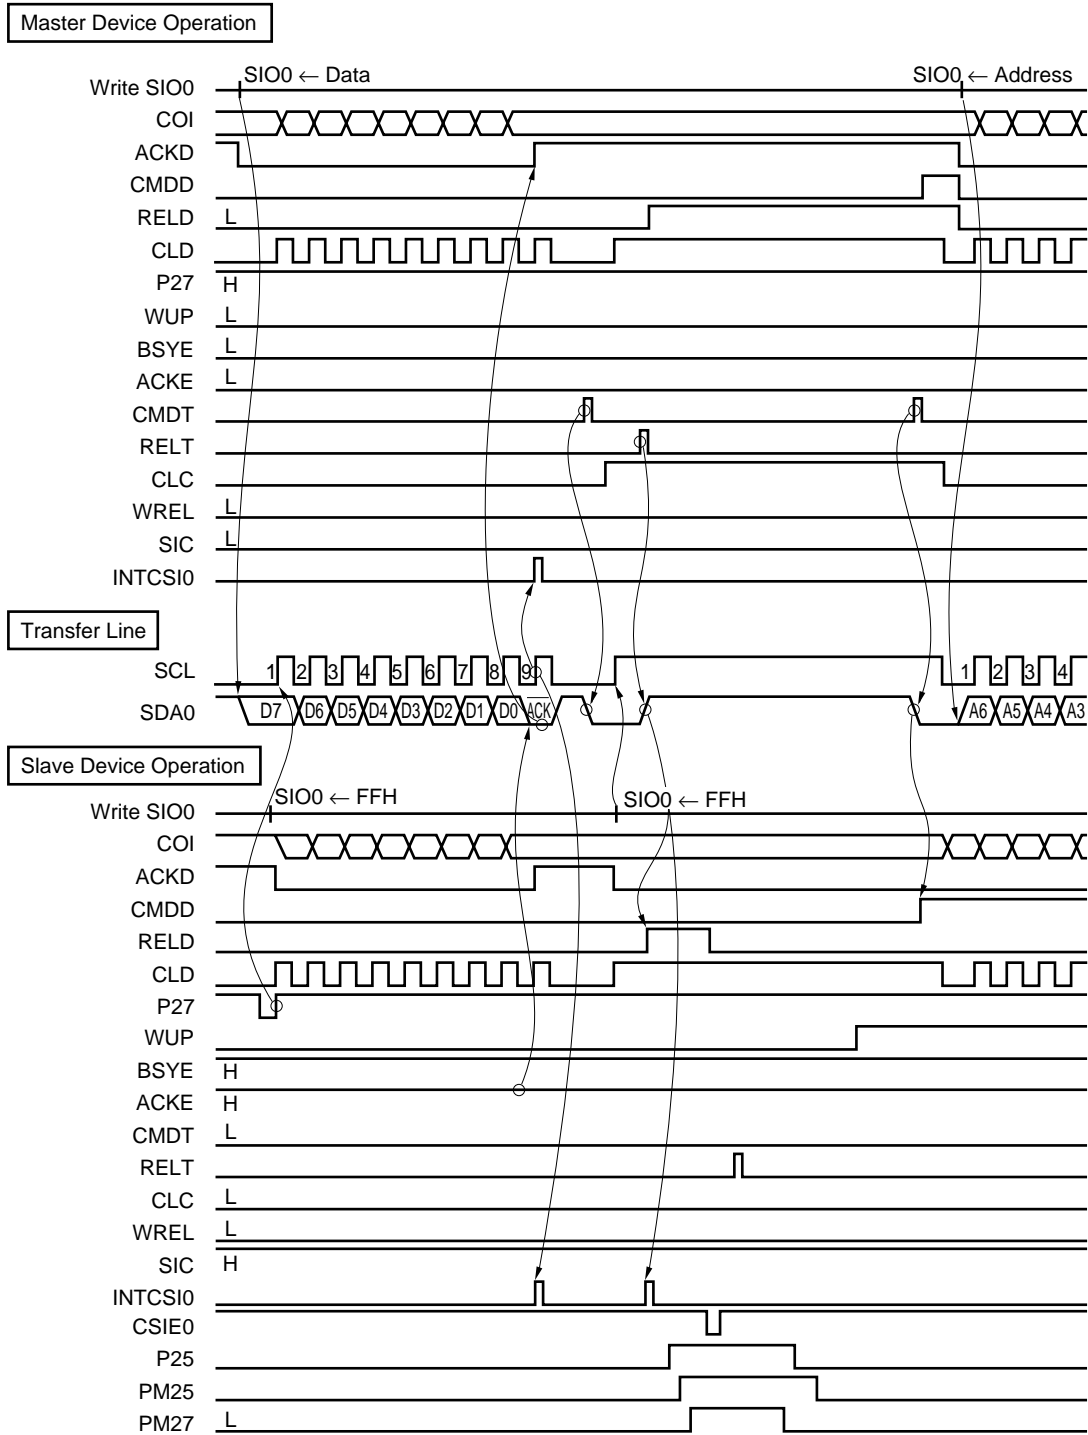 Master Device Operation
SIO0 ← Data
SIO0 ← Address
Write SIO0
COI
ACKD
CMDD
RELD L
CLD
P27 H
WUP L
BSYE L
ACKE L
CMDT
RELT
CLC
WREL L
SIC L
INTCSI0
Transfer Line
SCL 1 2 3 4 5 6 7 8 9 1 2 3 4
SDA0 D7 D6 D5 D4 D3 D2 D1 D0 ACK A6 A5 A4 A3
Slave Device Operation
SIO0 ← FFH
SIO0 ← FFH
Write SIO0
COI
ACKD
CMDD
RELD
CLD
P27
WUP
BSYE H
ACKE H
CMDT L
RELT
CLC L
WREL L
SIC H
INTCSI0
CSIE0
P25
PM25
PM27 L